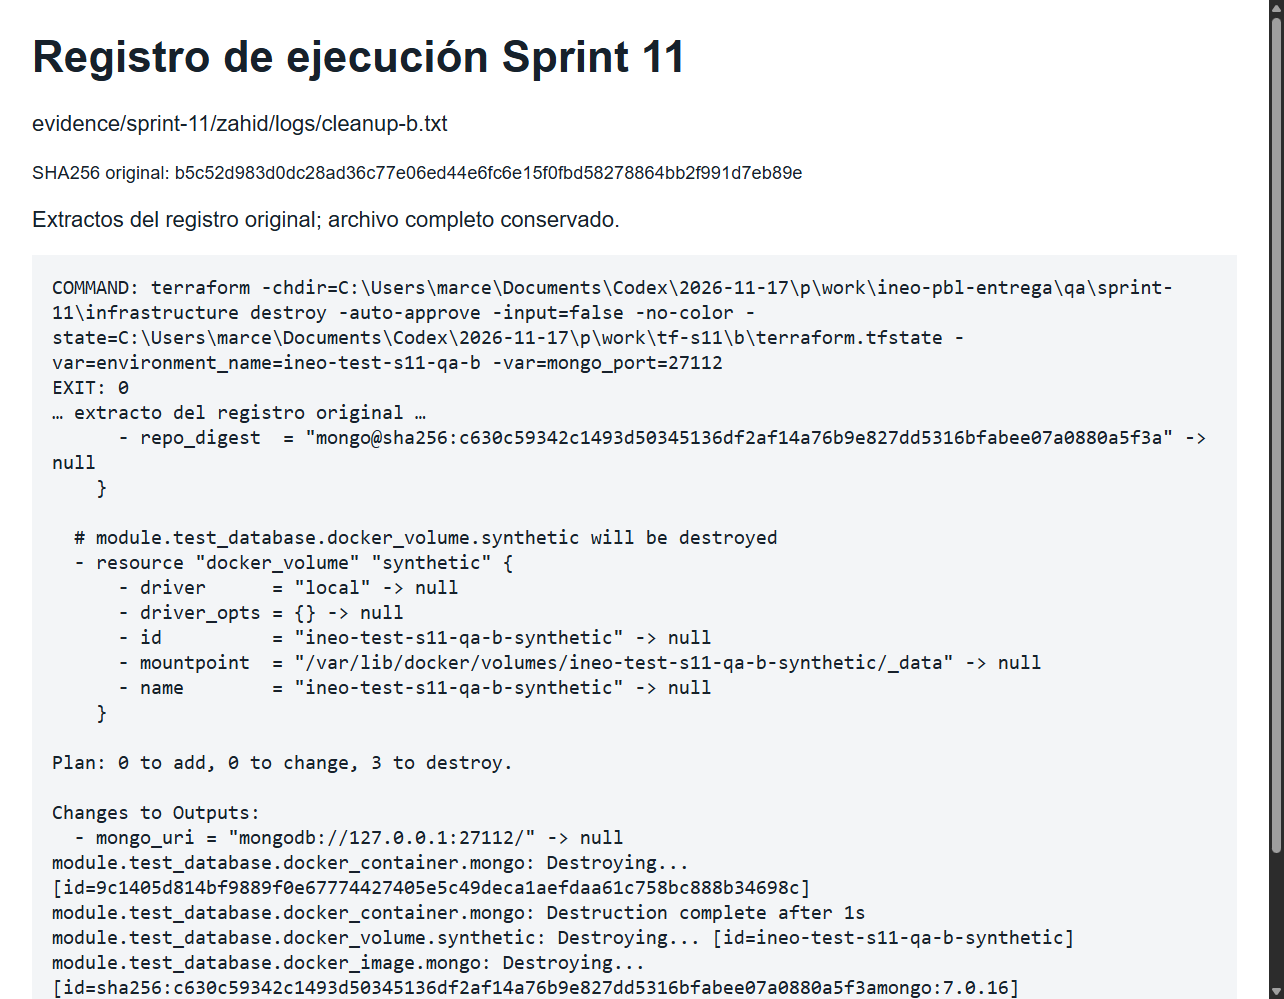 Registro de ejecución Sprint 11
evidence/sprint-11/zahid/logs/cleanup-b.txt
SHA256 original: b5c52d983d0dc28ad36c77e06ed44e6fc6e15f0fbd58278864bb2f991d7eb89e
Extractos del registro original; archivo completo conservado.
COMMAND: terraform -chdir=C:\Users\marce\Documents\Codex\2026-11-17\p\work\ineo-pbl-entrega\qa\sprint-
11\infrastructure destroy -auto-approve -input=false -no-color -
state=C:\Users\marce\Documents\Codex\2026-11-17\p\work\tf-s11\b\terraform.tfstate -
var=environment_name=ineo-test-s11-qa-b -var=mongo_port=27112
EXIT: 0
… extracto del registro original …
      - repo_digest  = "mongo@sha256:c630c59342c1493d50345136df2af14a76b9e827dd5316bfabee07a0880a5f3a" ->
null
    }

  # module.test_database.docker_volume.synthetic will be destroyed
  - resource "docker_volume" "synthetic" {
      - driver      = "local" -> null
      - driver_opts = {} -> null
      - id          = "ineo-test-s11-qa-b-synthetic" -> null
      - mountpoint  = "/var/lib/docker/volumes/ineo-test-s11-qa-b-synthetic/_data" -> null
      - name        = "ineo-test-s11-qa-b-synthetic" -> null
    }

Plan: 0 to add, 0 to change, 3 to destroy.

Changes to Outputs:
  - mongo_uri = "mongodb://127.0.0.1:27112/" -> null
module.test_database.docker_container.mongo: Destroying...
[id=9c1405d814bf9889f0e67774427405e5c49deca1aefdaa61c758bc888b34698c]
module.test_database.docker_container.mongo: Destruction complete after 1s
module.test_database.docker_volume.synthetic: Destroying... [id=ineo-test-s11-qa-b-synthetic]
module.test_database.docker_image.mongo: Destroying...
[id=sha256:c630c59342c1493d50345136df2af14a76b9e827dd5316bfabee07a0880a5f3amongo:7.0.16]